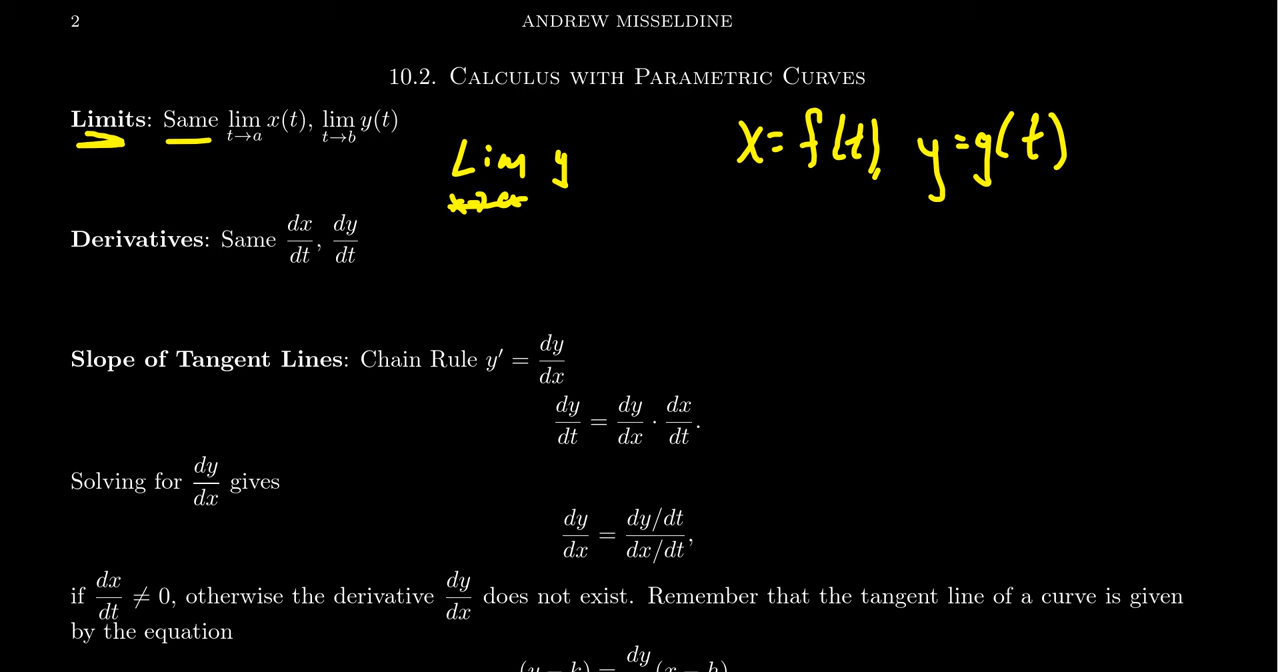 2 ANDREW MISSELDINE
10.2. CALCULUS WITH PARAMETRIC CURVES
Limits: Same lim t→a x(t), lim t→b y(t)
x = f(t), y = g(t)
Lim y
Derivatives: Same dx/dt, dy/dt
Slope of Tangent Lines: Chain Rule y′ = dy/dx
dy/dt = dy/dx · dx/dt.
Solving for dy/dx gives
dy/dx = (dy/dt)/(dx/dt),
if dx/dt ≠ 0, otherwise the derivative dy/dx does not exist. Remember that the tangent line of a curve is given
by the equation
(y − k) = dy (x − h)